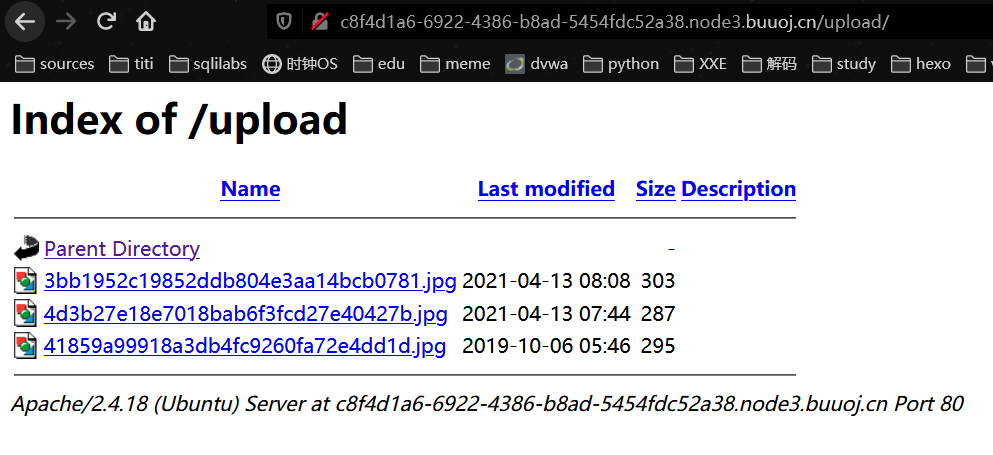 c8f4d1a6-6922-4386-b8ad-5454fdc52a38.node3.buuoj.cn/upload/
sources titi sqlilabs 时钟OS edu meme dvwa python XXE 解码 study hexo
Index of /upload
Name Last modified Size Description
Parent Directory -
3bb1952c19852ddb804e3aa14bcb0781.jpg 2021-04-13 08:08 303
4d3b27e18e7018bab6f3fcd27e40427b.jpg 2021-04-13 07:44 287
41859a99918a3db4fc9260fa72e4dd1d.jpg 2019-10-06 05:46 295
Apache/2.4.18 (Ubuntu) Server at c8f4d1a6-6922-4386-b8ad-5454fdc52a38.node3.buuoj.cn Port 80